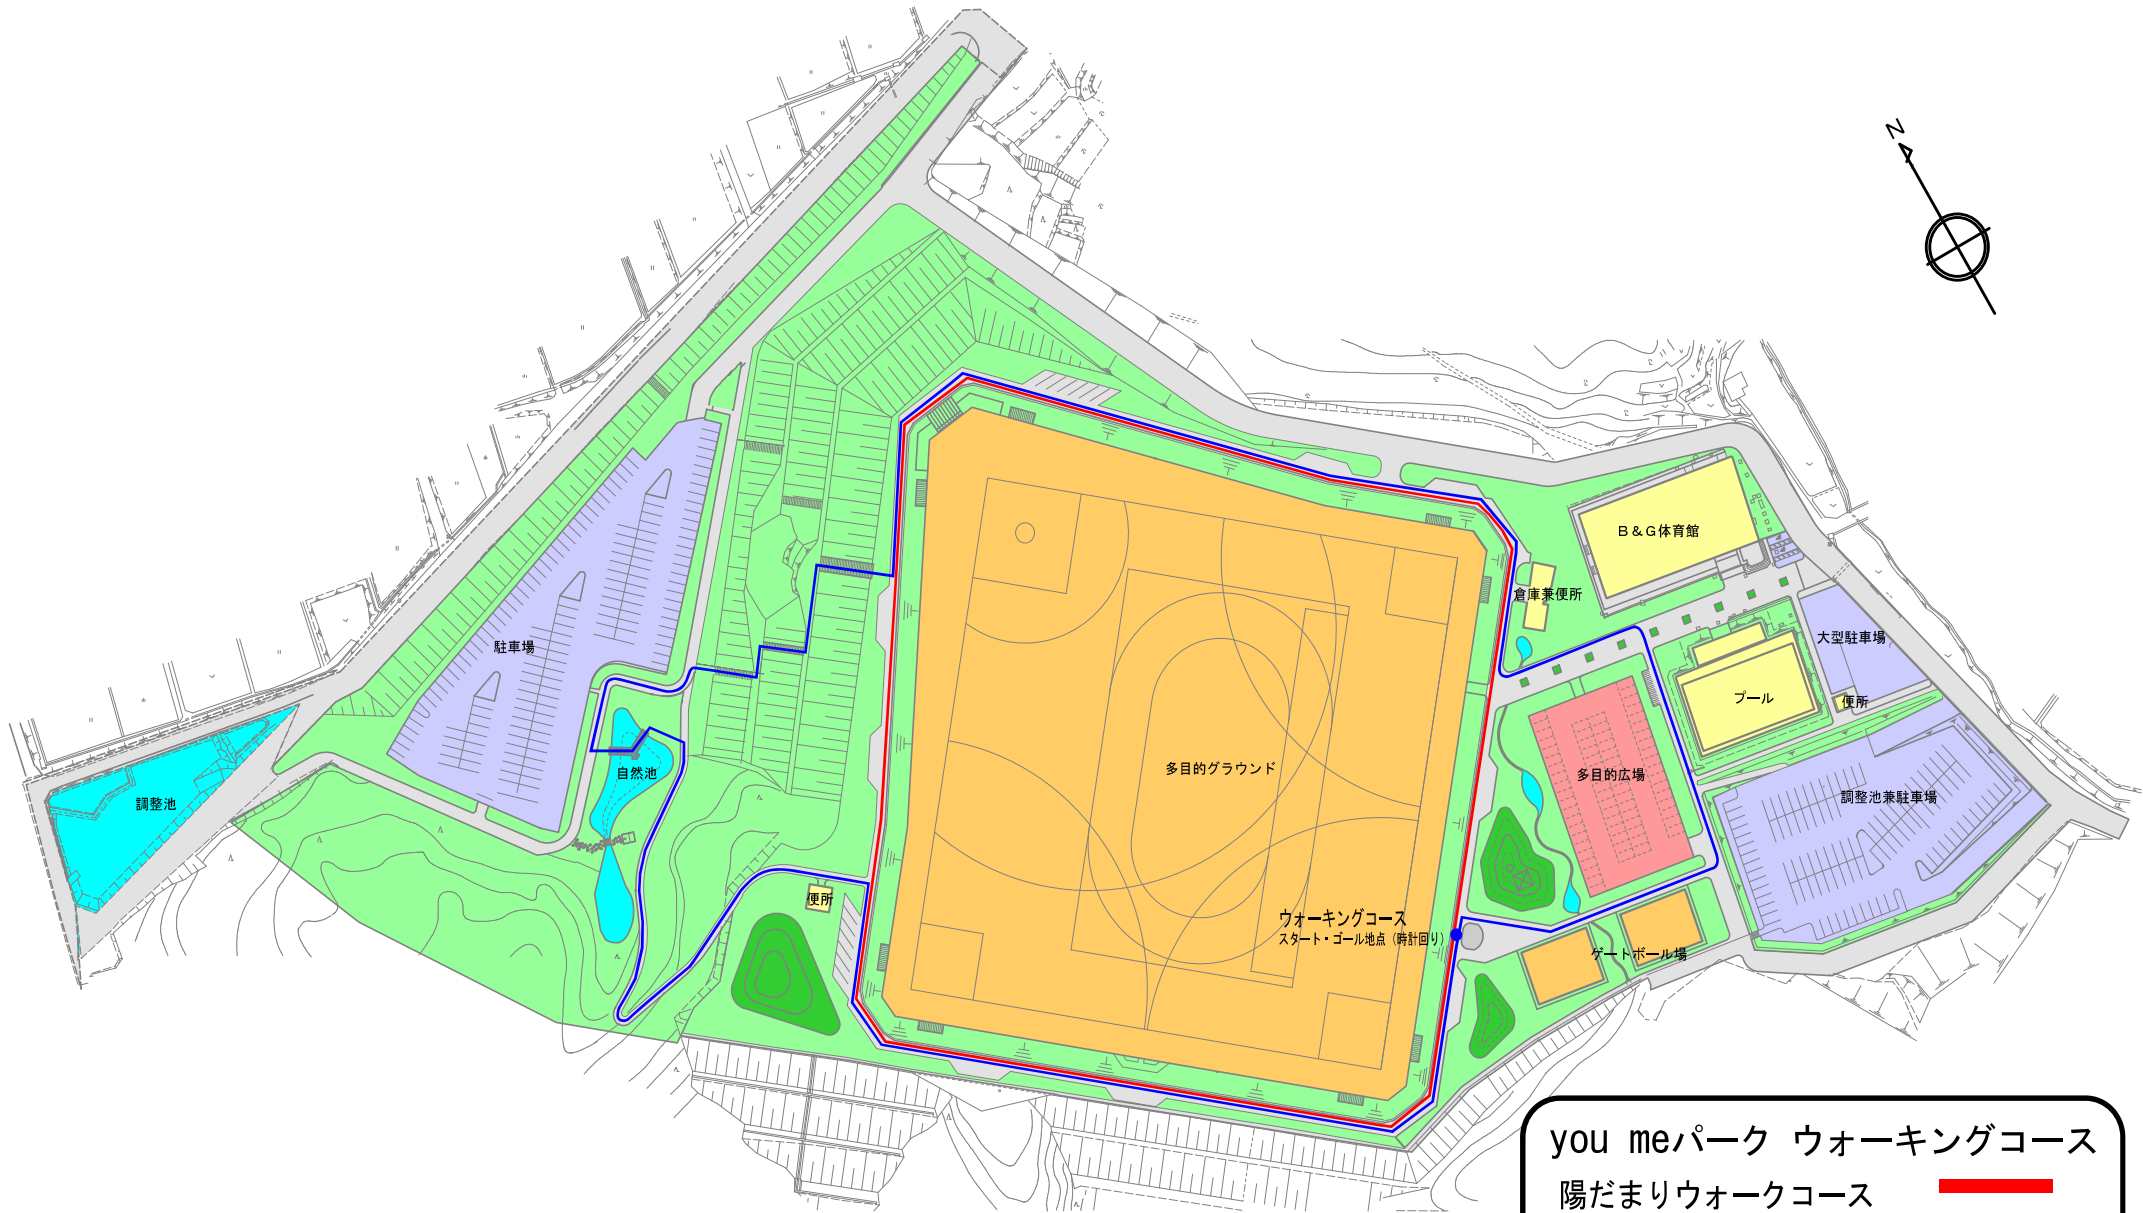 N
B&G体育館
倉庫兼便所
大型駐車場
駐車場
プール
便所
多目的グラウンド
自然池
多目的広場
調整池
調整池兼駐車場
便所
ウォーキングコース
スタート・ゴール地点（時計回り）
ゲートボール場
you meパーク ウォーキングコース
陽だまりウォークコース